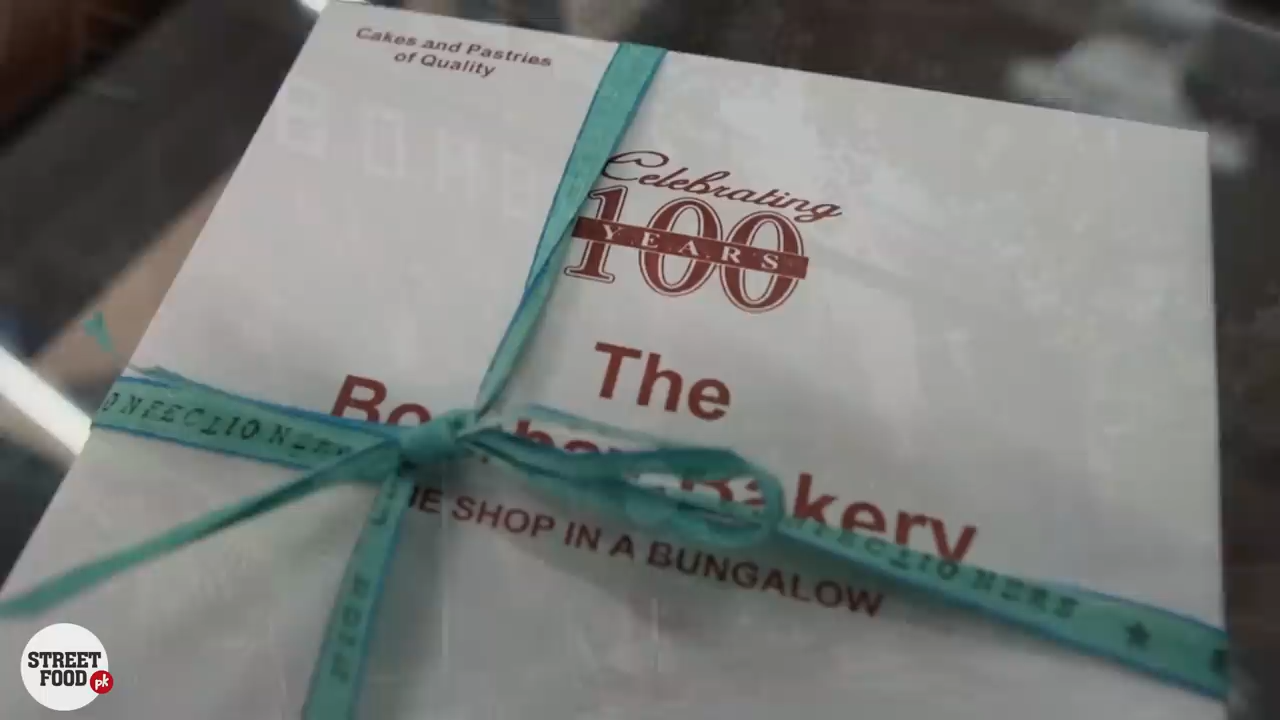 Cakes and Pastries
of Quality
Celebrating
100
YEARS
The
Bakery
SHOP IN A BUNGALOW
STREET
FOOD
pk